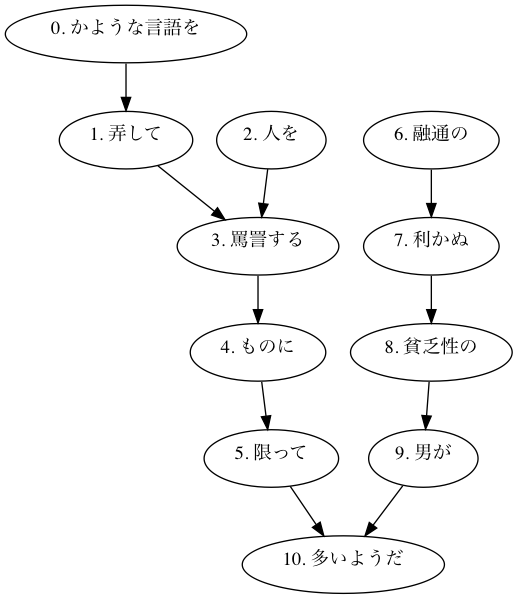 0. かような言語を
1. 弄して
2. 人を
6. 融通の
3. 罵詈する
7. 利かぬ
4. ものに
8. 貧乏性の
5. 限って
9. 男が
10. 多いようだ